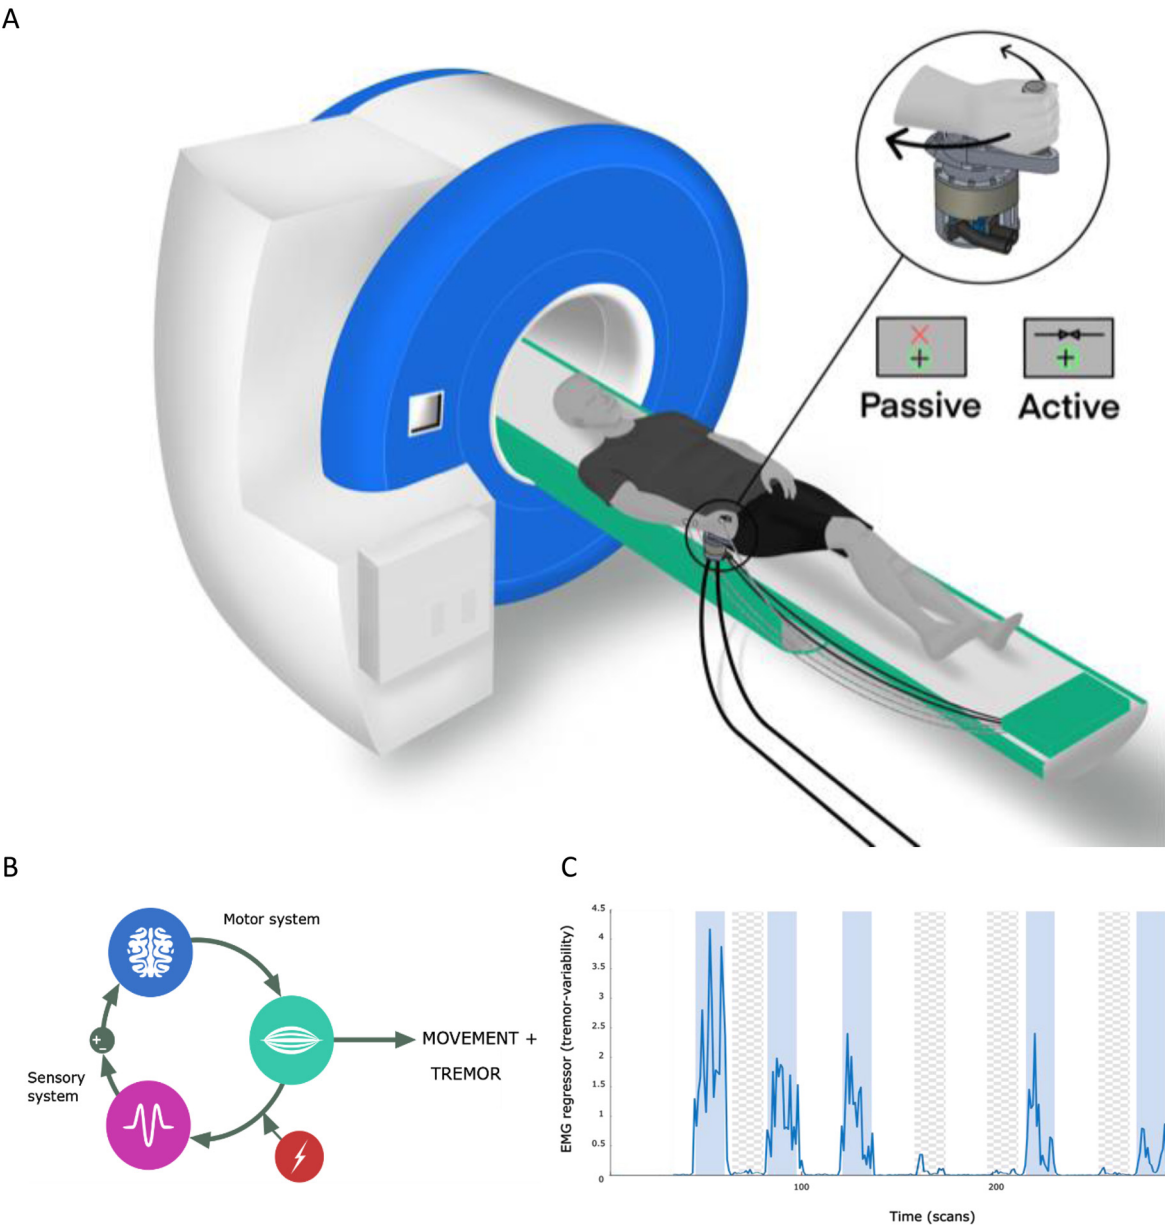 A
Passive
Active
B
Motor system
MOVEMENT +
TREMOR
Sensory
system
+
−
C
EMG regressor (tremor-variability)
4.5
4
3.5
3
2.5
2
1.5
1
0.5
0
100
200
Time (scans)